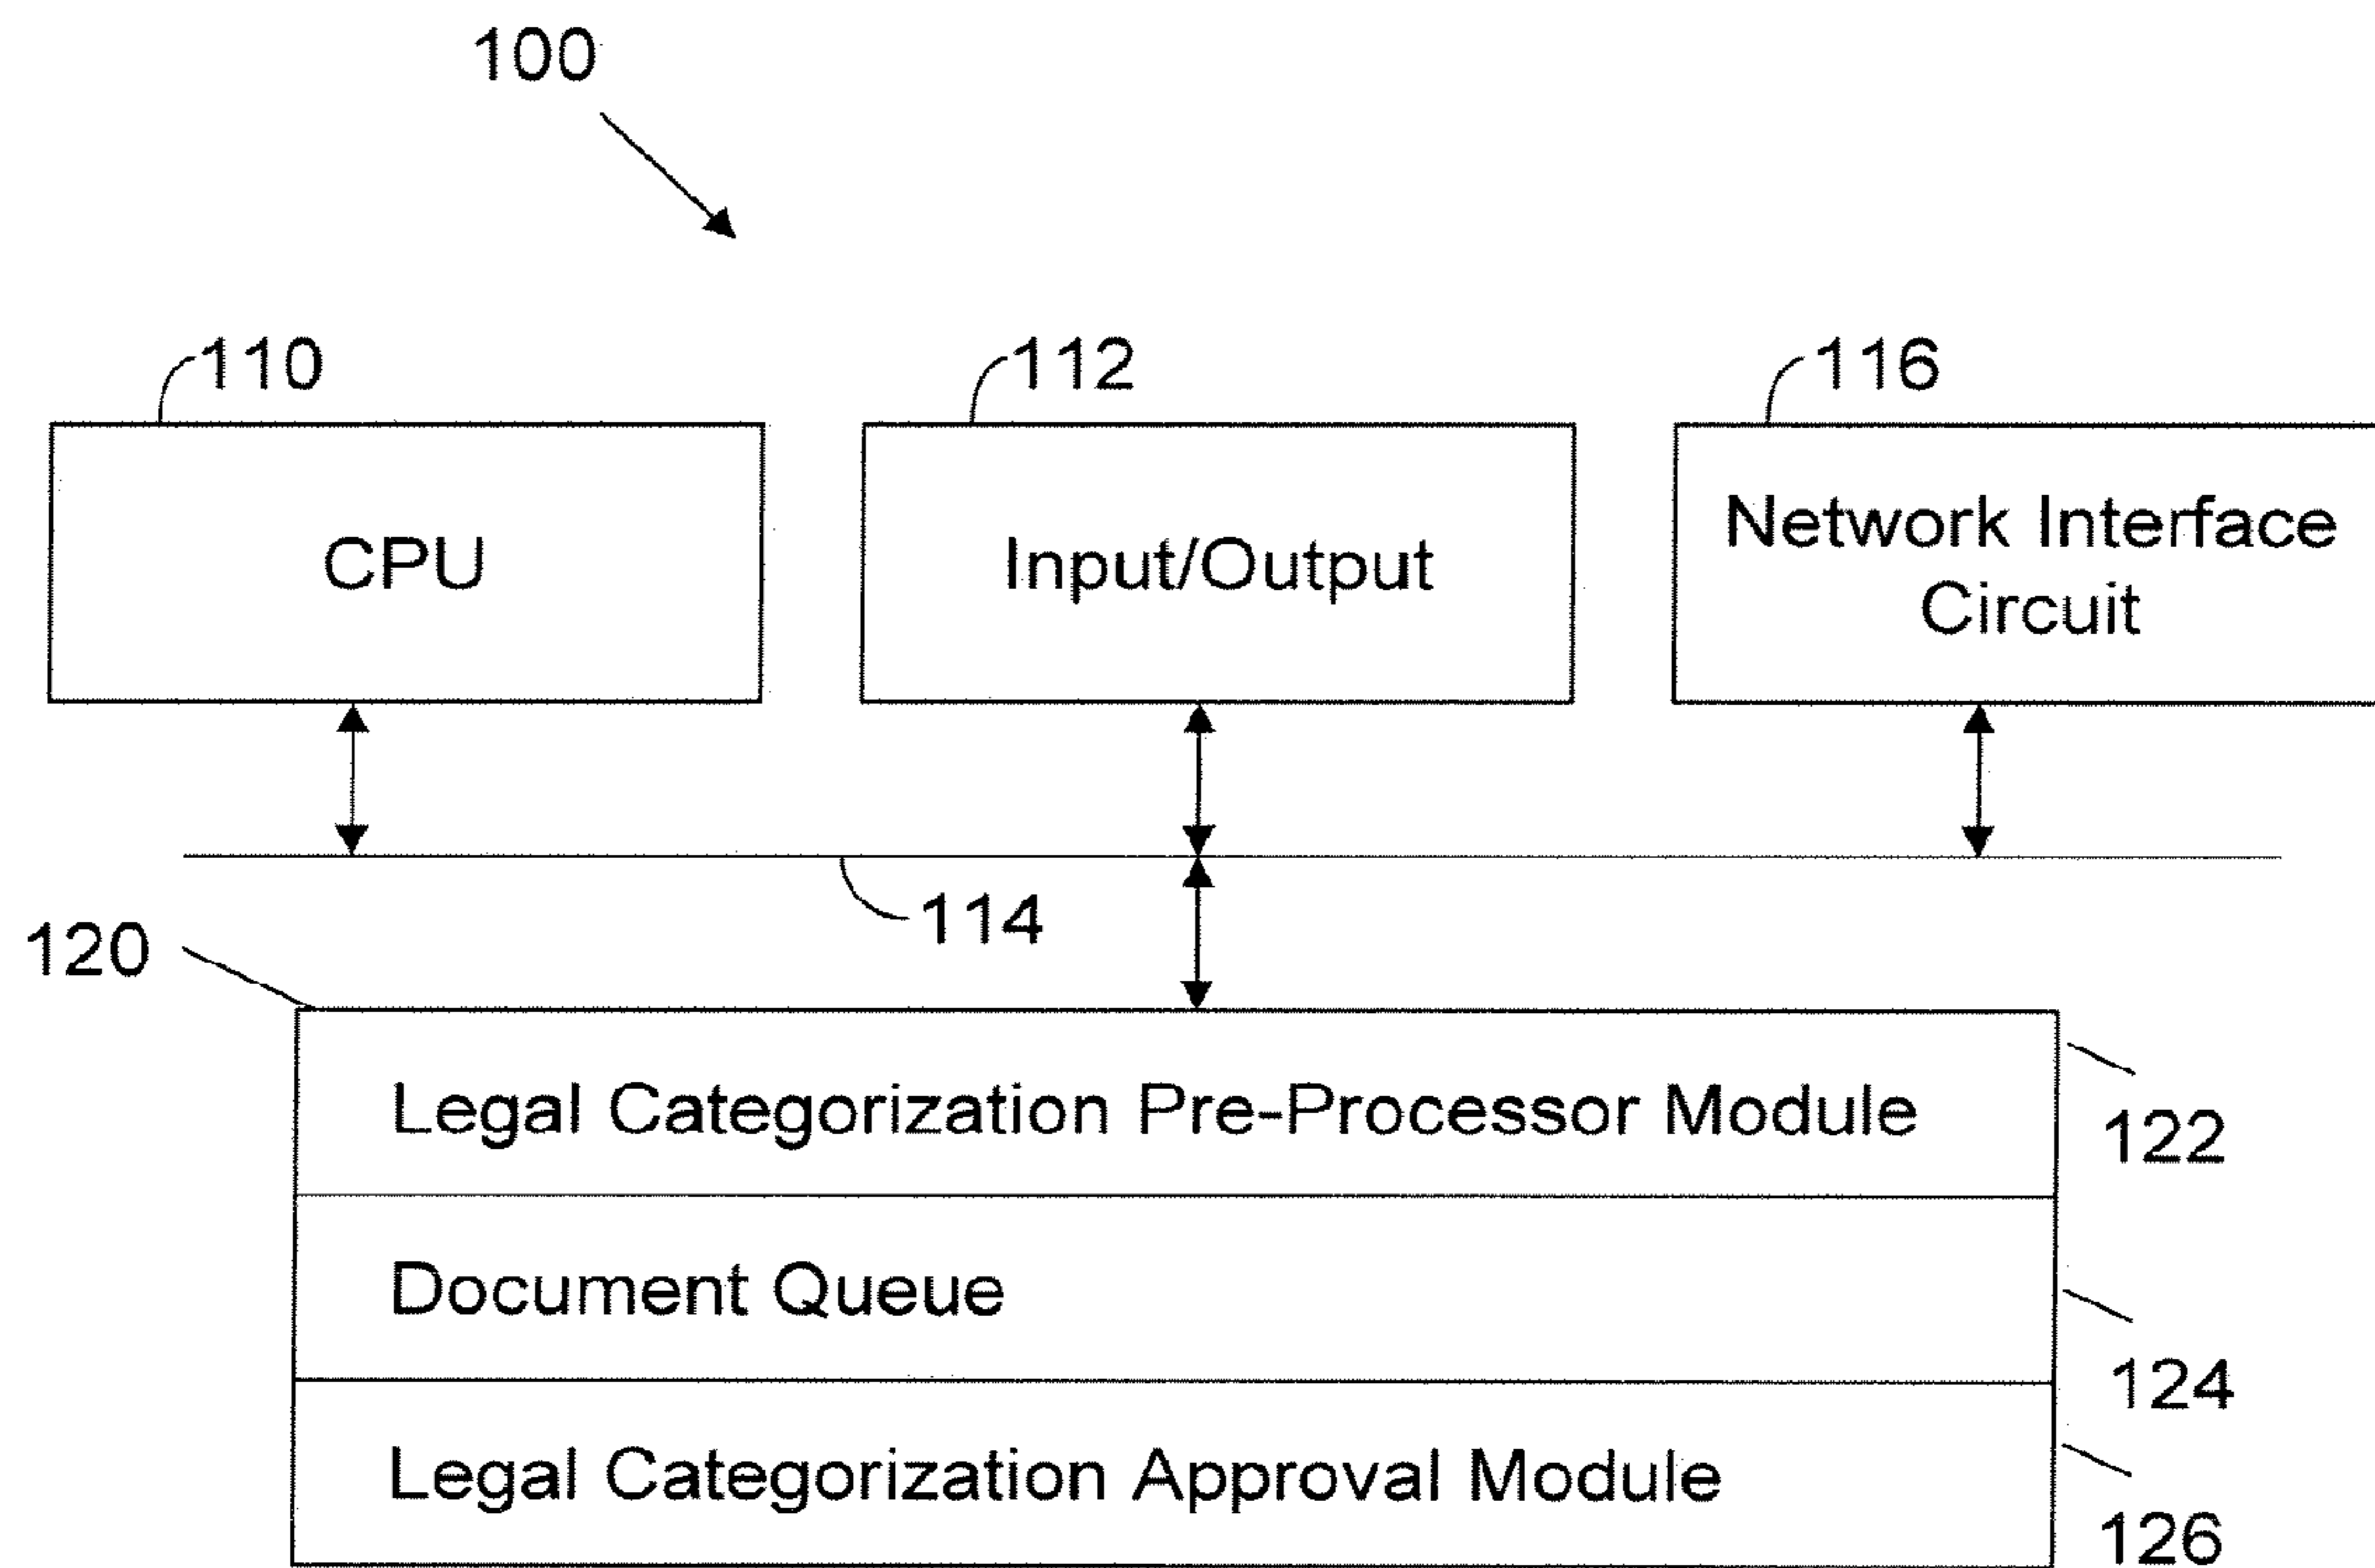 100
110
112
116
CPU
Input/Output
Network Interface
Circuit
114
120
Legal Categorization Pre-Processor Module
122
Document Queue
124
Legal Categorization Approval Module
126